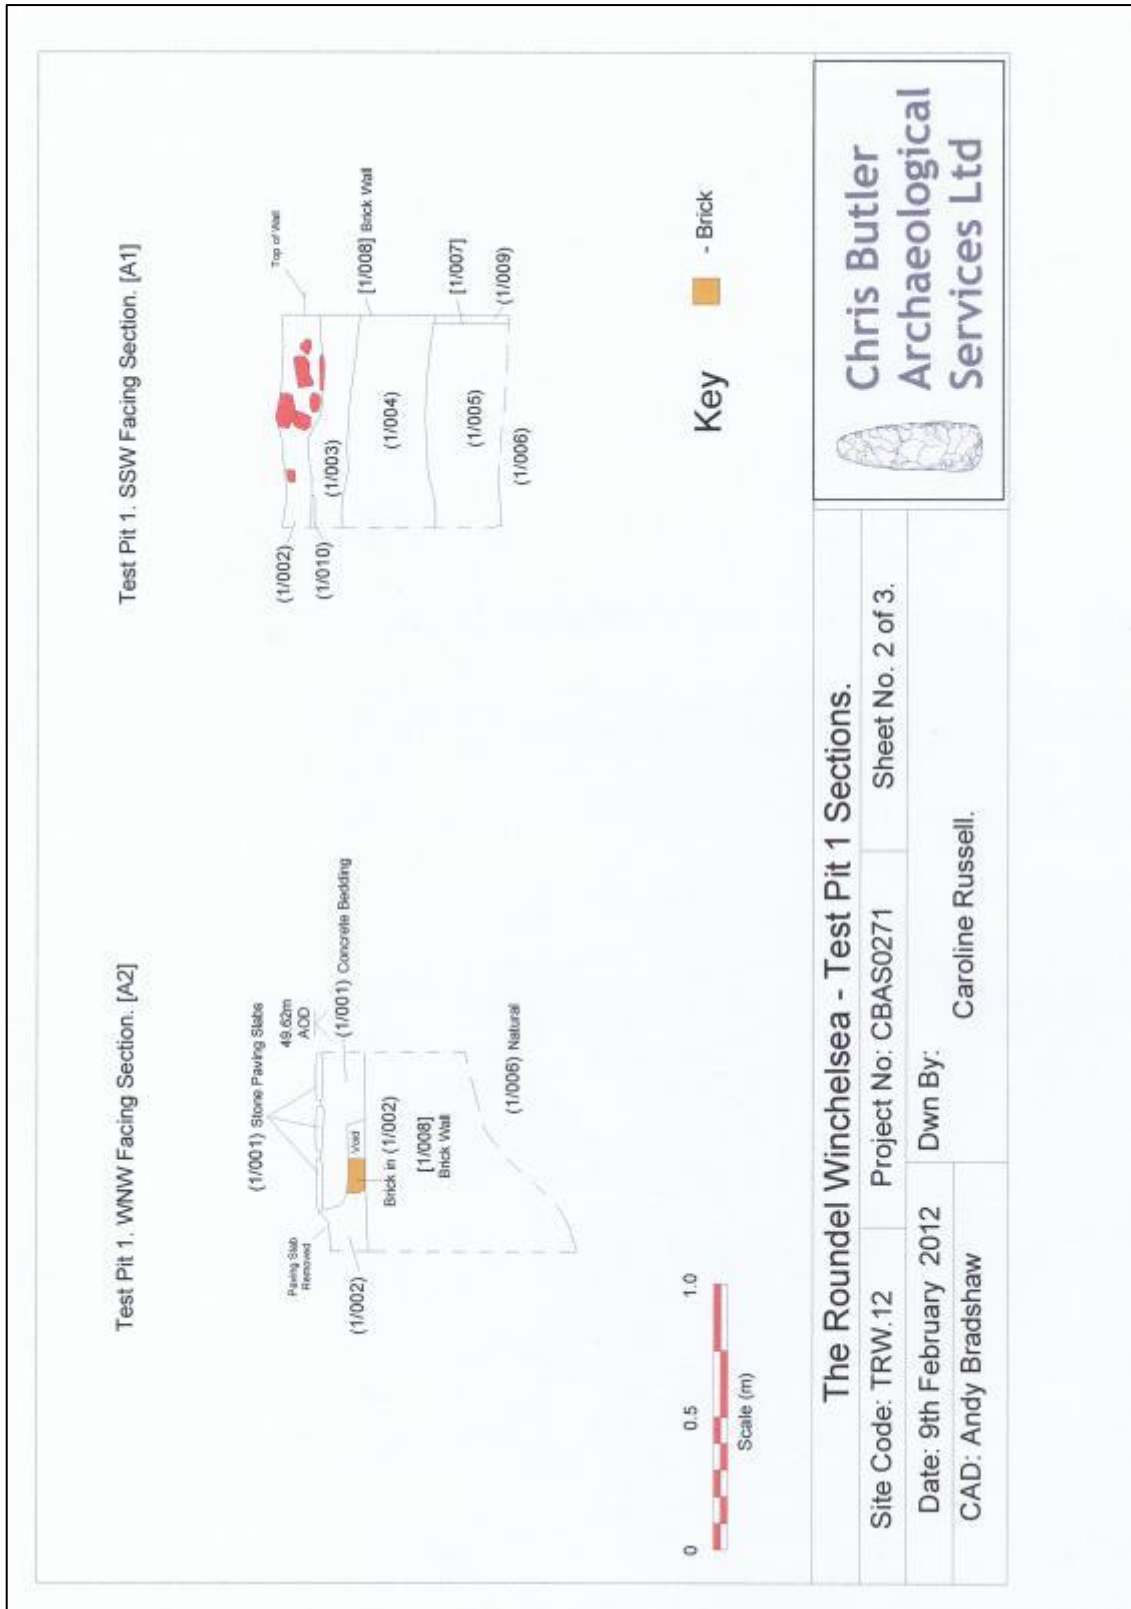 Test Pit 1. WNW Facing Section. [A2]
(1/001) Stone Paving Slabs
49.62m
AOD
(1/001) Concrete Bedding
Paving Slab
Removed
(1/002)
Void
Brick in (1/002)
[1/008]
Brick Wall
(1/006) Natural
Test Pit 1. SSW Facing Section. [A1]
Top of Wall
(1/002)
(1/010)
(1/003)
[1/008] Brick Wall
(1/004)
[1/007]
(1/005)
(1/009)
(1/006)
0
0.5
1.0
Scale (m)
Key
- Brick
The Roundel Winchelsea - Test Pit 1 Sections.
Site Code: TRW.12
Project No: CBAS0271
Sheet No. 2 of 3.
Date: 9th February 2012
Dwn By:
Caroline Russell.
CAD: Andy Bradshaw
Chris Butler
Archaeological
Services Ltd